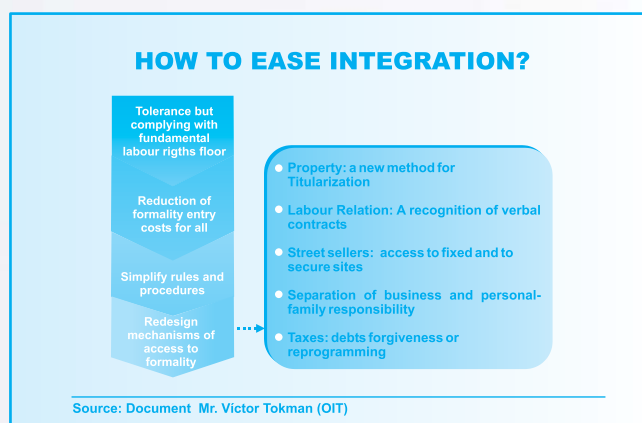 HOW TO EASE INTEGRATION?
Tolerance but
complying with
fundamental
labour rigths floor
Reduction of
formality entry
costs for all
Simplify rules and
procedures
Redesign
mechanisms of
access to
formality
Property: a new method for
Titularization
Labour Relation: A recognition of verbal
contracts
Street sellers: access to fixed and to
secure sites
Separation of business and personal-
family responsibility
Taxes: debts forgiveness or
reprogramming
Source: Document Mr. Victor Tokman (OIT)